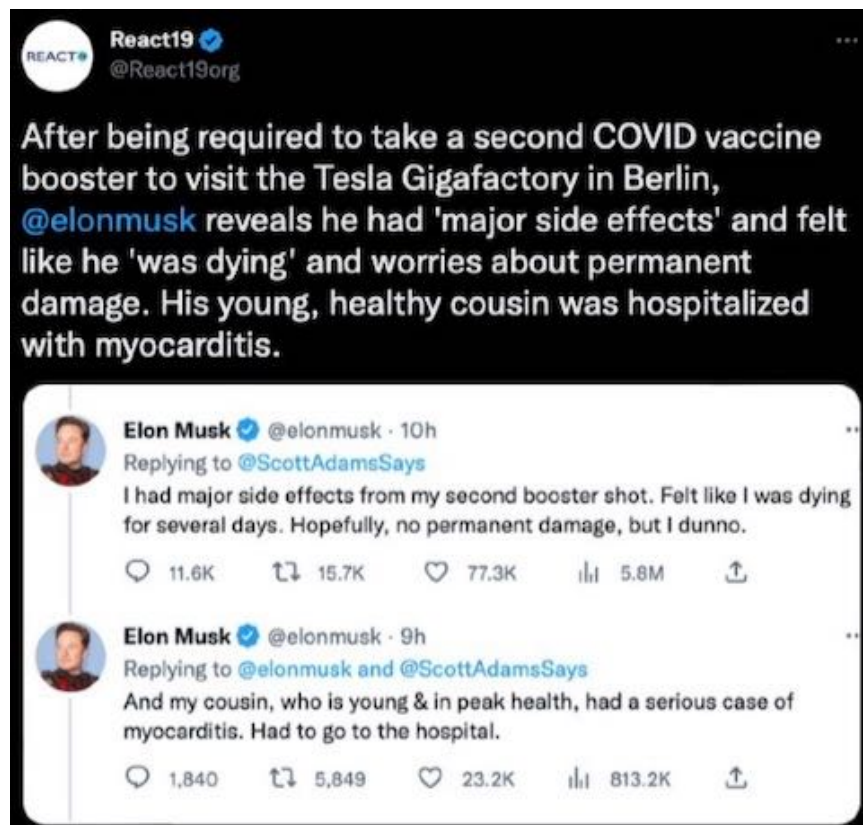 REACT
React19
@React19org
After being required to take a second COVID vaccine
booster to visit the Tesla Gigafactory in Berlin,
@elonmusk reveals he had 'major side effects' and felt
like he 'was dying' and worries about permanent
damage. His young, healthy cousin was hospitalized
with myocarditis.
Elon Musk @elonmusk · 10h
Replying to @ScottAdamsSays
I had major side effects from my second booster shot. Felt like I was dying
for several days. Hopefully, no permanent damage, but I dunno.
11.6K 15.7K 77.3K 5.8M
Elon Musk @elonmusk · 9h
Replying to @elonmusk and @ScottAdamsSays
And my cousin, who is young & in peak health, had a serious case of
myocarditis. Had to go to the hospital.
1,840 5,849 23.2K 813.2K